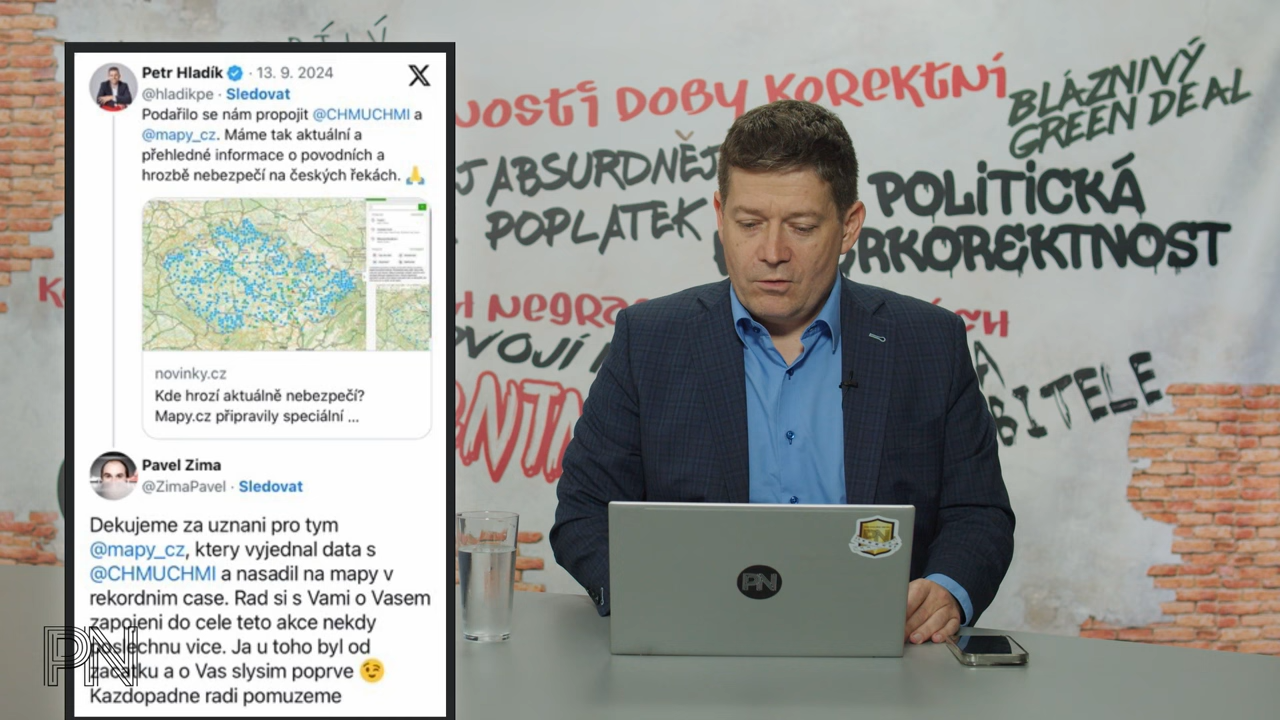 Petr Hladík · 13. 9. 2024
@hladikpe · Sledovat
Podařilo se nám propojit @CHMUCHMI a
@mapy_cz. Máme tak aktuální a
přehledné informace o povodních a
hrozbě nebezpečí na českých řekách. 🙏
novinky.cz
Kde hrozí aktuálně nebezpečí?
Mapy.cz připravily speciální ...
Pavel Zima
@ZimaPavel · Sledovat
Dekujeme za uznani pro tym
@mapy_cz, ktery vyjednal data s
@CHMUCHMI a nasadil na mapy v
rekordnim case. Rad si s Vami o Vasem
zapojeni do cele teto akce nekdy
poslechnu vice. Ja u toho byl od
zacatku a o Vas slysim poprve 😉
Kazdopadne radi pomuzeme
PN
DOBY KOREKTNÍ
BLÁZNIVÝ
GREEN DEAL
ABSURDNĚJ
POPLATEK
POLITICKÁ
KOREKTNOST
PN